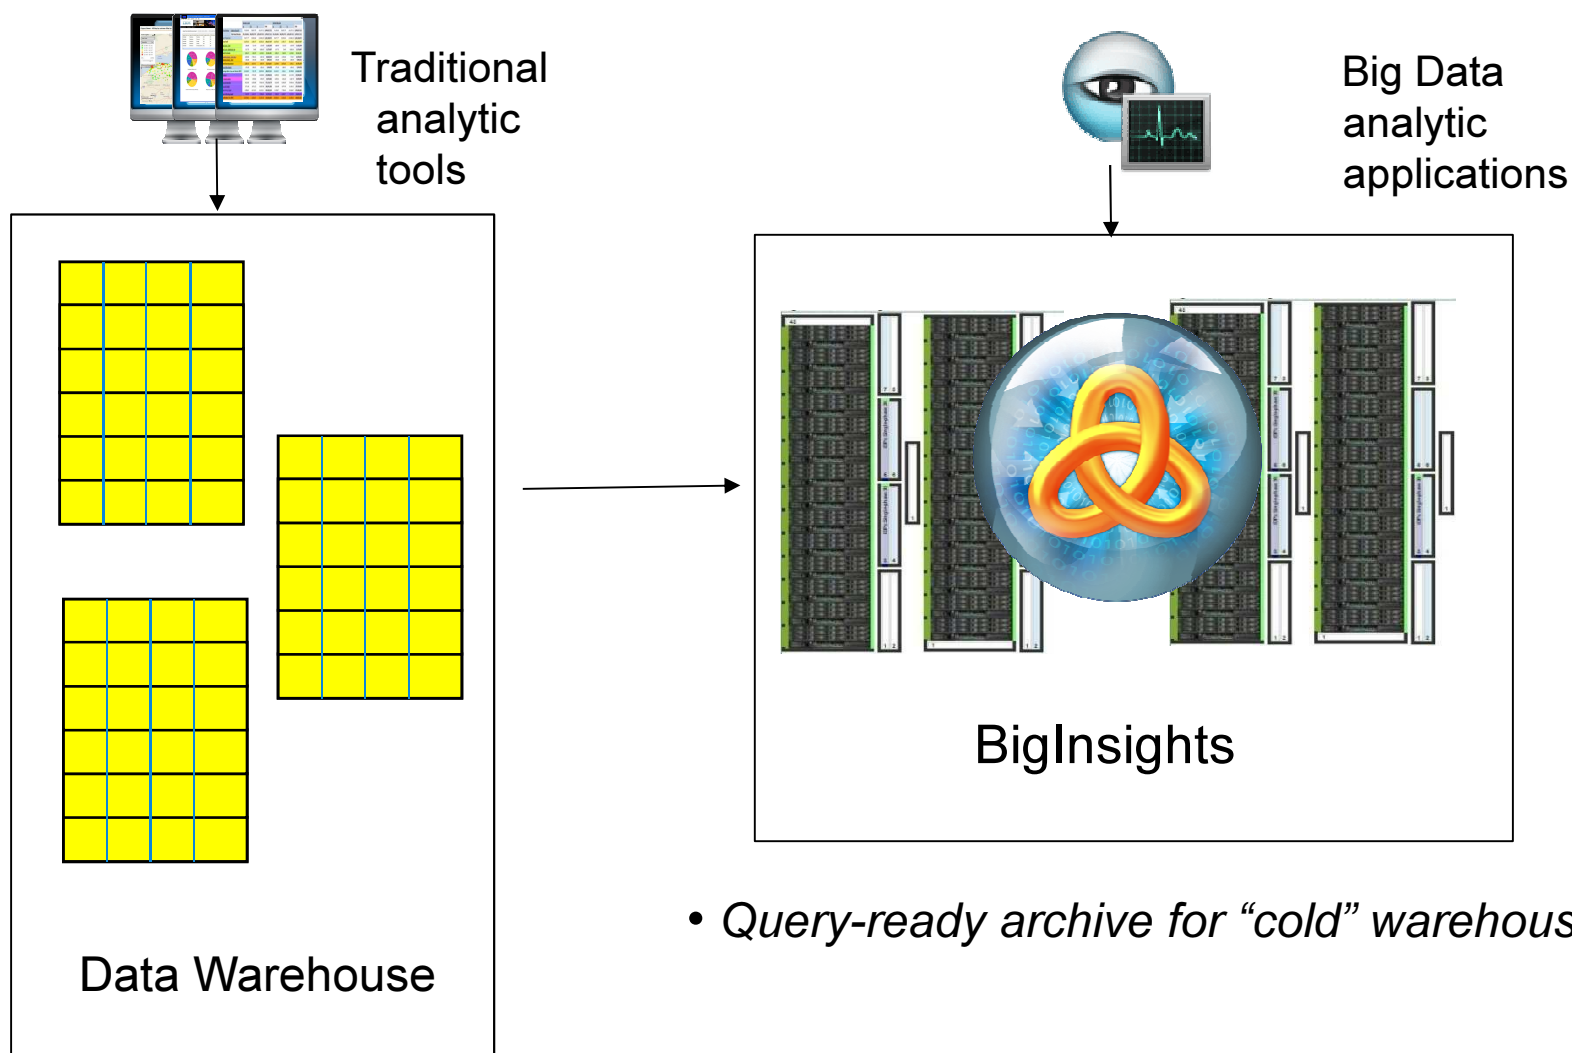 Traditional
analytic
tools
Big Data
analytic
applications
BigInsights
• Query-ready archive for “cold” warehous
Data Warehouse